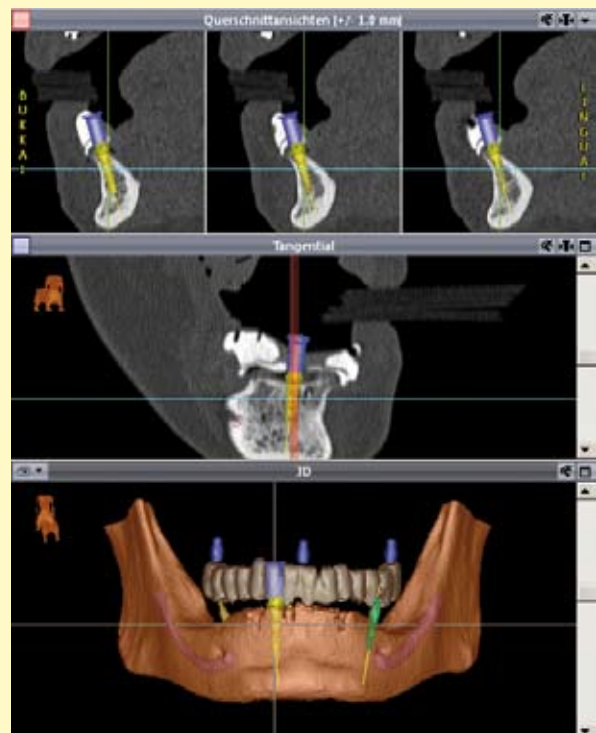 Querschnittansichten (+/- 1.0 mm)
BUKKAL
LINGUAL
Tangential
3D